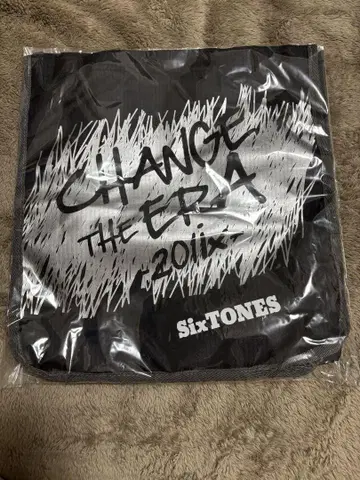 CHANGE
THE ERA
-201ix-
SixTONES